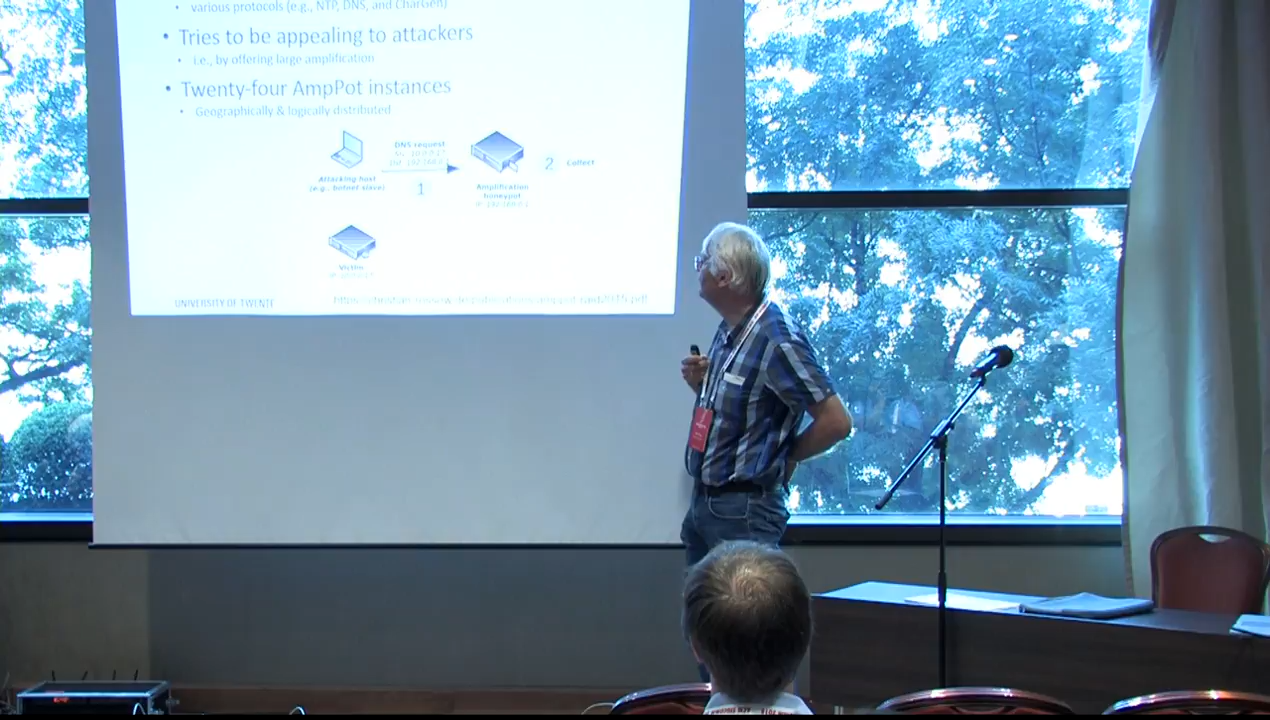 • various protocols (e.g., NTP, DNS, and CharGen)
• Tries to be appealing to attackers
• i.e., by offering large amplification
• Twenty-four AmpPot instances
• Geographically & logically distributed
DNS request
1
2
Collect
Attacking host
(e.g., botnet slave)
Amplification
honeypot
Victim
UNIVERSITY OF TWENTE